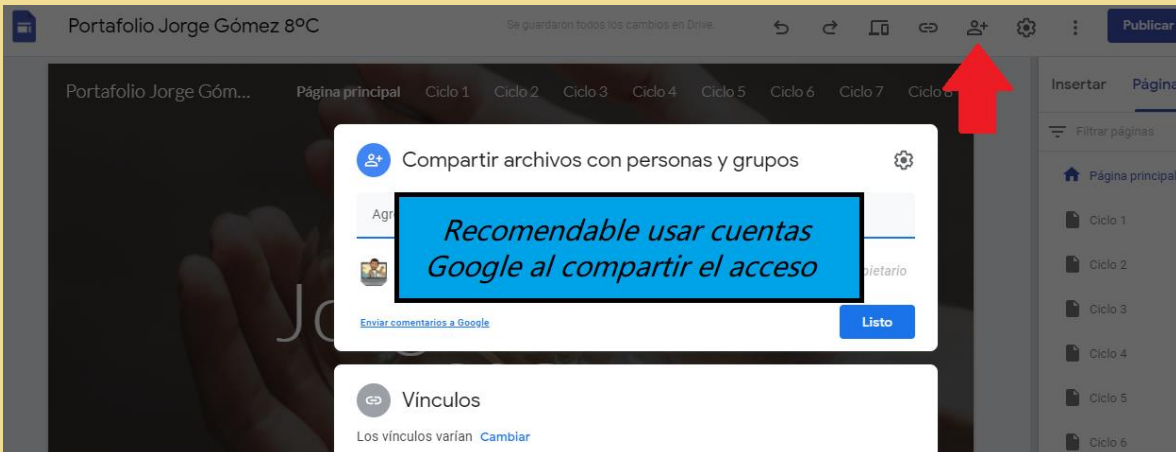 Portafolio Jorge Gómez 8ºC
Se guardaron todos los cambios en Drive.
Publicar
Portafolio Jorge Góm...
Página principal
Ciclo 1
Ciclo 2
Ciclo 3
Ciclo 4
Ciclo 5
Ciclo 6
Ciclo 7
Ciclo 8
Insertar
Página
Filtrar páginas
Página principal
Ciclo 1
Ciclo 2
Ciclo 3
Ciclo 4
Ciclo 5
Ciclo 6
Compartir archivos con personas y grupos
Agre
Recomendable usar cuentas
Google al compartir el acceso
pietario
Enviar comentarios a Google
Listo
Vínculos
Los vínculos varían Cambiar